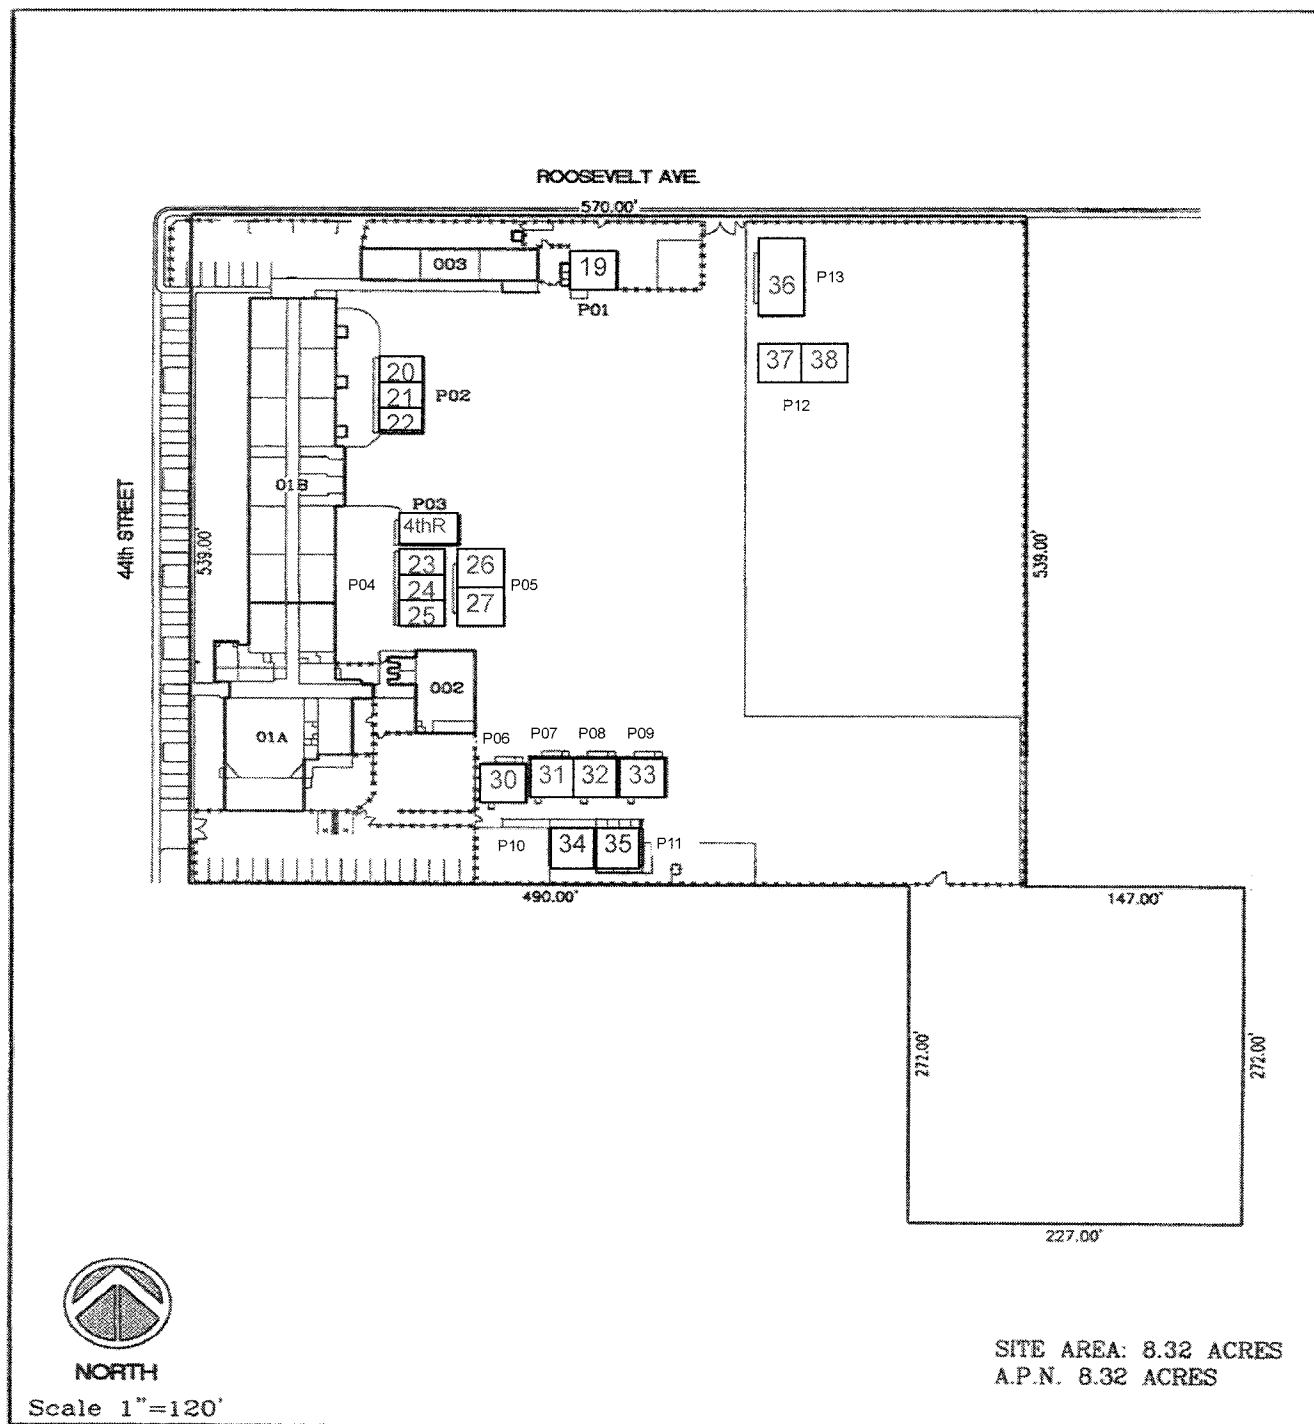 ROOSEVELT AVE.
570.00'
003
19
P01
36
P13
37
38
P12
20
21
22
P02
01B
44th STREET
539.00'
539.00'
P03
4thR
23
24
25
P04
26
27
P05
002
01A
P06
P07
P08
P09
30
31
32
33
P10
34
35
P11
490.00'
147.00'
272.00'
272.00'
227.00'
NORTH
Scale 1"=120'
SITE AREA: 8.32 ACRES
A.P.N. 8.32 ACRES